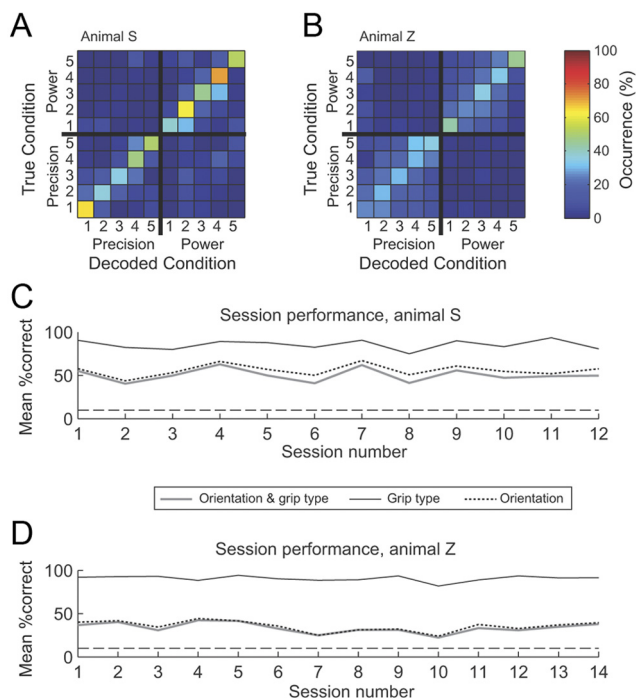 A
Animal S
True Condition
Power
Precision
5
4
3
2
1
5
4
3
2
1
1 2 3 4 5 1 2 3 4 5
Precision Power
Decoded Condition
B
Animal Z
True Condition
Power
Precision
5
4
3
2
1
5
4
3
2
1
1 2 3 4 5 1 2 3 4 5
Precision Power
Decoded Condition
100
80
60
40
20
0
Occurrence (%)
C
Session performance, animal S
Mean %correct
100
50
0
1 2 3 4 5 6 7 8 9 10 11 12
Session number
Orientation & grip type Grip type Orientation
D
Session performance, animal Z
Mean %correct
100
50
0
1 2 3 4 5 6 7 8 9 10 11 12 13 14
Session number